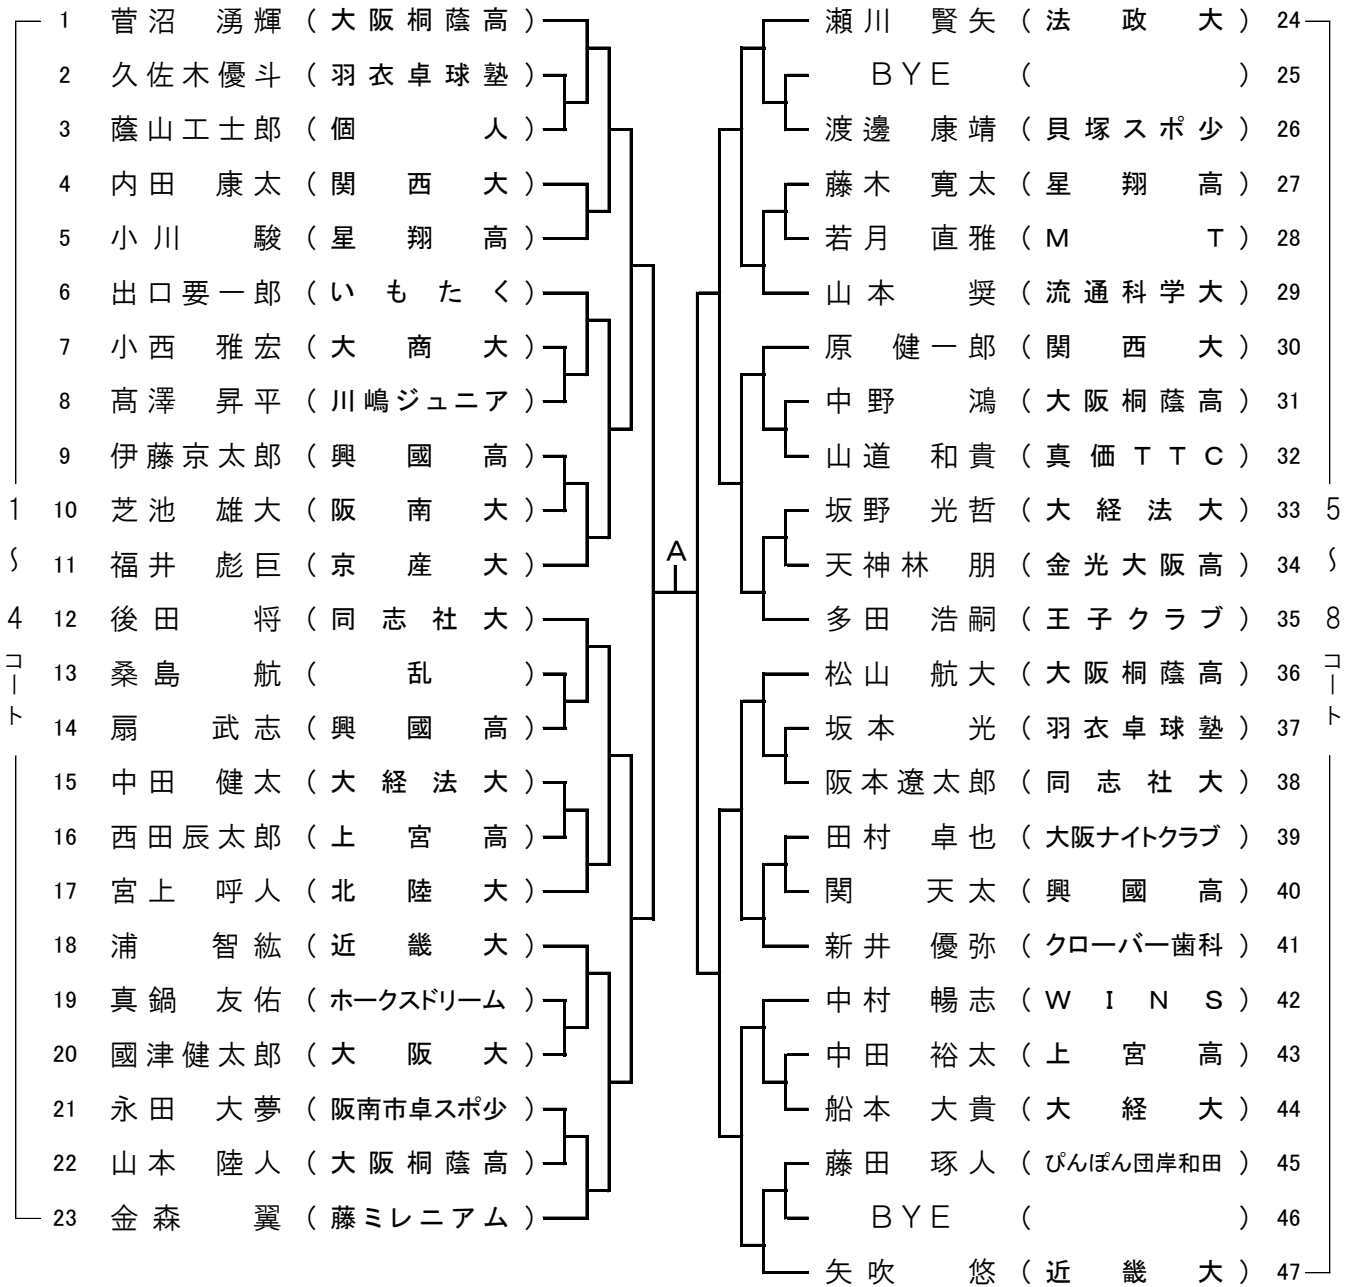 1 菅沼 湧輝 (大阪桐蔭高)
2 久佐木優斗 (羽衣卓球塾)
3 蔭山工士郎 (個人)
4 内田 康太 (関西大)
5 小川 駿 (星翔高)
6 出口要一郎 (いもたく)
7 小西 雅宏 (大商大)
8 髙澤 昇平 (川嶋ジュニア)
9 伊藤京太郎 (興國高)
10 芝池 雄大 (阪南大)
11 福井 彪巨 (京産大)
12 後田 将 (同志社大)
13 桑島 航 (乱)
14 扇 武志 (興國高)
15 中田 健太 (大経法大)
16 西田辰太郎 (上宮高)
17 宮上 呼人 (北陸大)
18 浦 智紘 (近畿大)
19 真鍋 友佑 (ホークスドリーム)
20 國津健太郎 (大阪大)
21 永田 大夢 (阪南市卓スポ少)
22 山本 陸人 (大阪桐蔭高)
23 金森 翼 (藤ミレニアム)
1～4コート
A
瀬川 賢矢 (法政大) 24
BYE ( ) 25
渡邊 康靖 (貝塚スポ少) 26
藤木 寛太 (星翔高) 27
若月 直雅 (MT) 28
山本 奨 (流通科学大) 29
原 健一郎 (関西大) 30
中野 鴻 (大阪桐蔭高) 31
山道 和貴 (真価TTC) 32
坂野 光哲 (大経法大) 33
天神林 朋 (金光大阪高) 34
多田 浩嗣 (王子クラブ) 35
松山 航大 (大阪桐蔭高) 36
坂本 光 (羽衣卓球塾) 37
阪本遼太郎 (同志社大) 38
田村 卓也 (大阪ナイトクラブ) 39
関 天太 (興國高) 40
新井 優弥 (クローバー歯科) 41
中村 暢志 (WINS) 42
中田 裕太 (上宮高) 43
船本 大貴 (大経大) 44
藤田 琢人 (ぴんぽん団岸和田) 45
BYE ( ) 46
矢吹 悠 (近畿大) 47
5～8コート